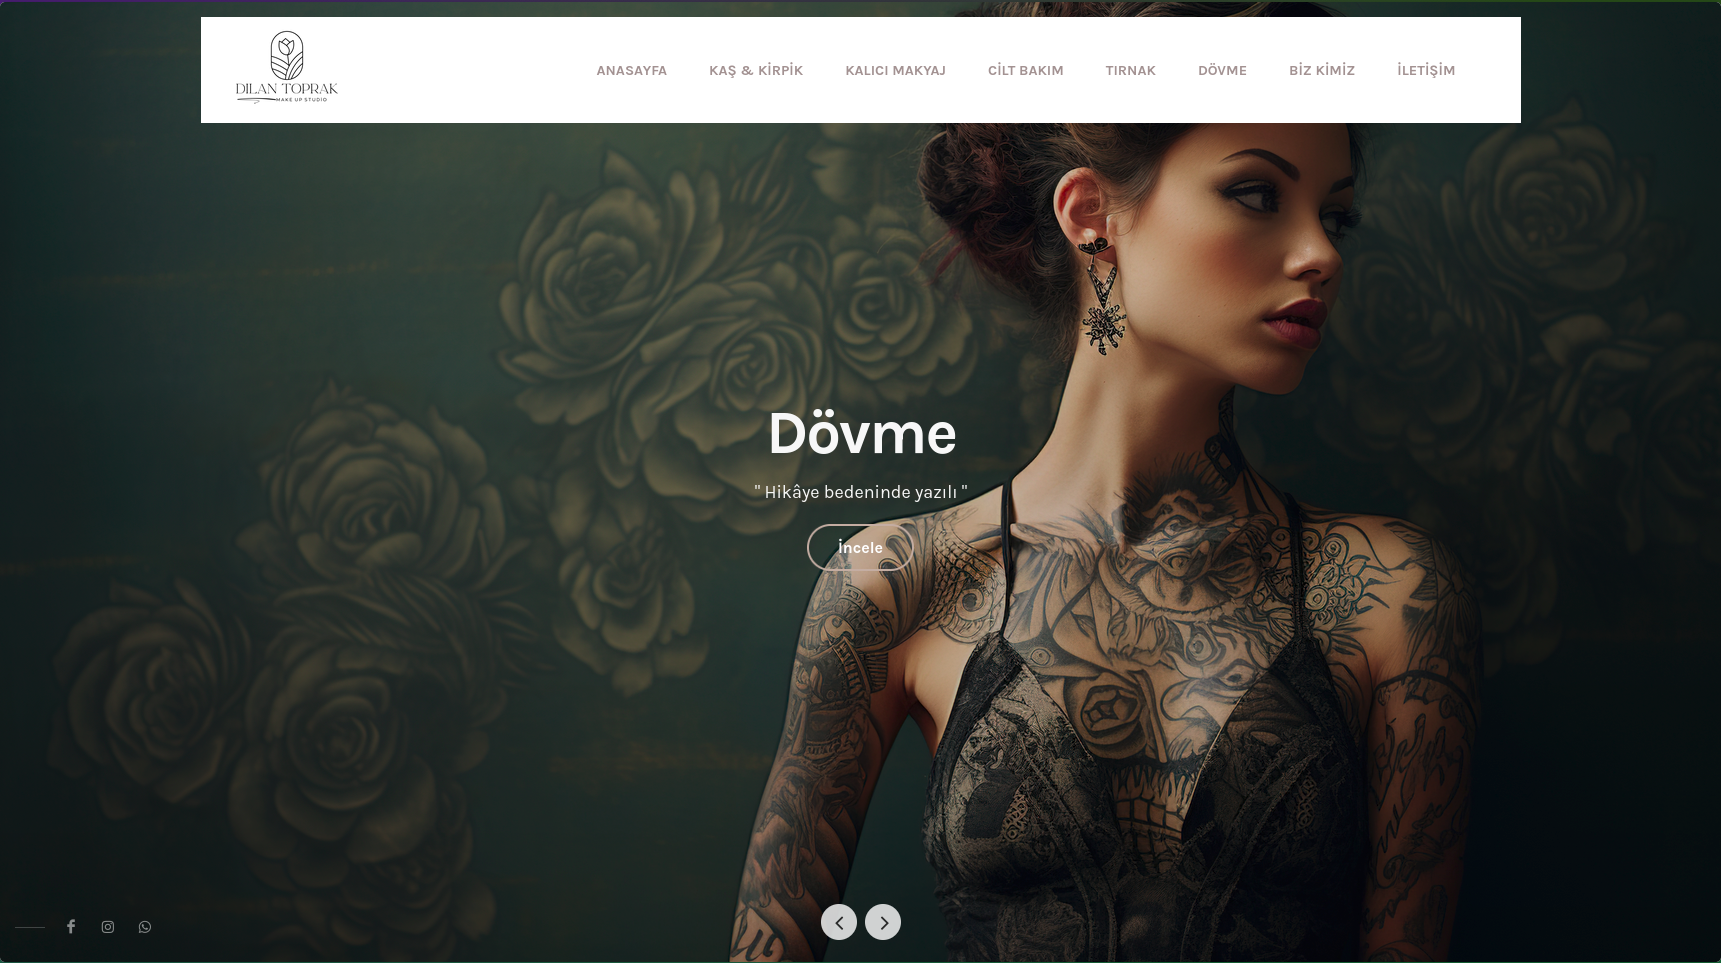 DILAN TOPRAK
MAKE UP STUDIO
ANASAYFA KAŞ & KİRPİK KALICI MAKYAJ CİLT BAKIM TIRNAK DÖVME BİZ KİMİZ İLETİŞİM
Dövme
" Hikâye bedeninde yazılı "
İncele